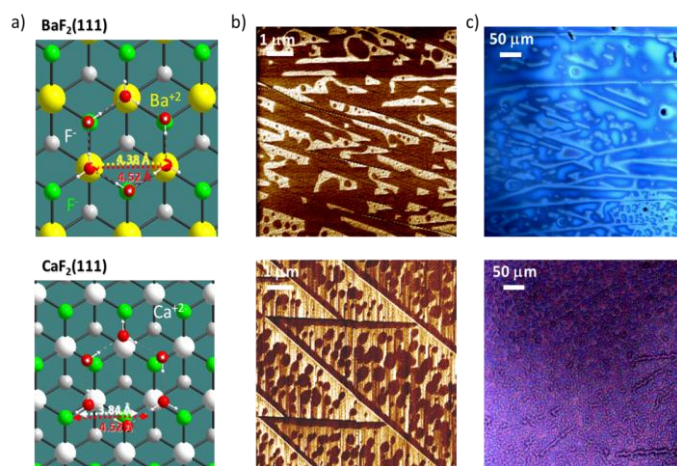 a)
b)
c)
BaF₂(111)
Ba⁺²
F⁻
4.38 Å
4.52 Å
F⁻
1 μm
50 μm
CaF₂(111)
Ca⁺²
3.84 Å
4.52 Å
1 μm
50 μm